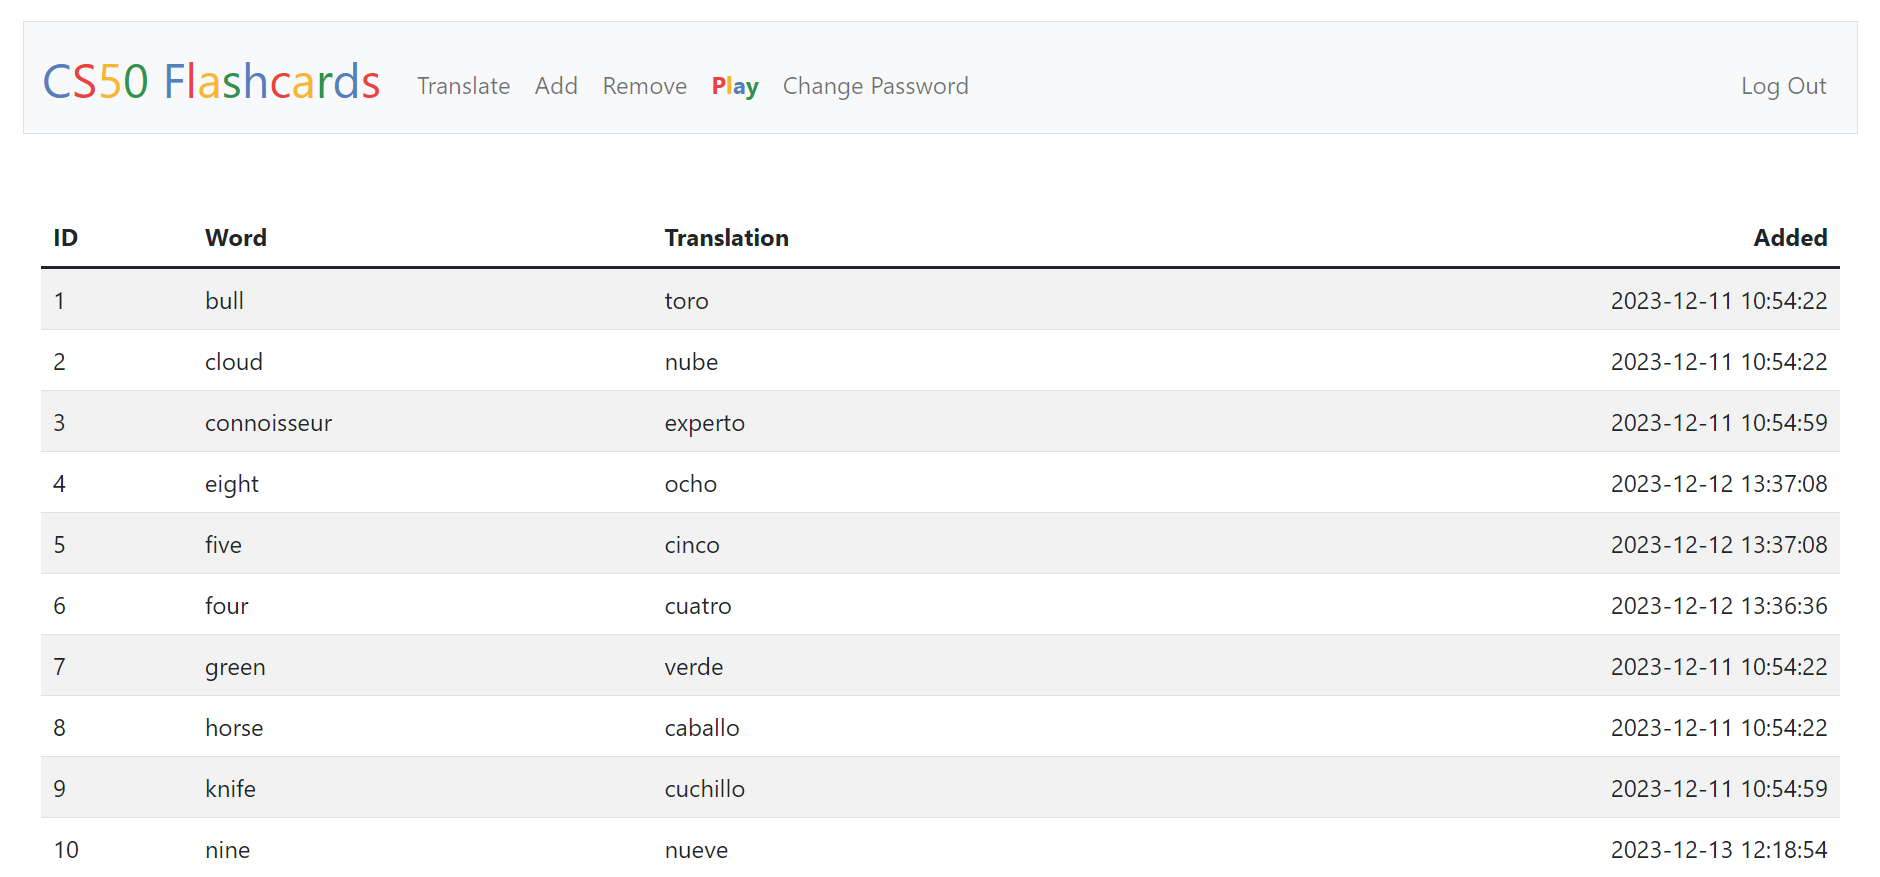 CS50 Flashcards Translate Add Remove Play Change Password Log Out
ID Word Translation Added
1 bull toro 2023-12-11 10:54:22
2 cloud nube 2023-12-11 10:54:22
3 connoisseur experto 2023-12-11 10:54:59
4 eight ocho 2023-12-12 13:37:08
5 five cinco 2023-12-12 13:37:08
6 four cuatro 2023-12-12 13:36:36
7 green verde 2023-12-11 10:54:22
8 horse caballo 2023-12-11 10:54:22
9 knife cuchillo 2023-12-11 10:54:59
10 nine nueve 2023-12-13 12:18:54